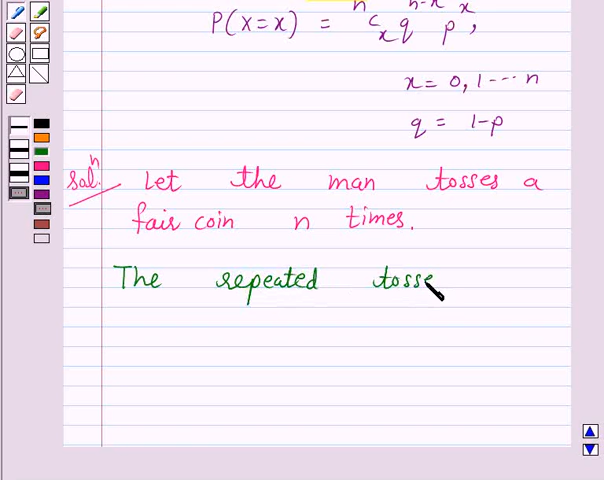 P(X=x) = ⁿCₓ qⁿ⁻ˣ pˣ,
x = 0, 1 --- n
q = 1-p
Solⁿ. Let the man tosses a
fair coin n times.
The repeated tosse